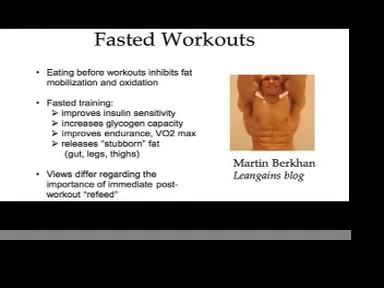 Fasted Workouts
• Eating before workouts inhibits fat
mobilization and oxidation
• Fasted training:
➢ improves insulin sensitivity
➢ increases glycogen capacity
➢ improves endurance, VO2 max
➢ releases “stubborn” fat
(gut, legs, thighs)
• Views differ regarding the
importance of immediate post-
workout “refeed”
Martin Berkhan
Leangains blog